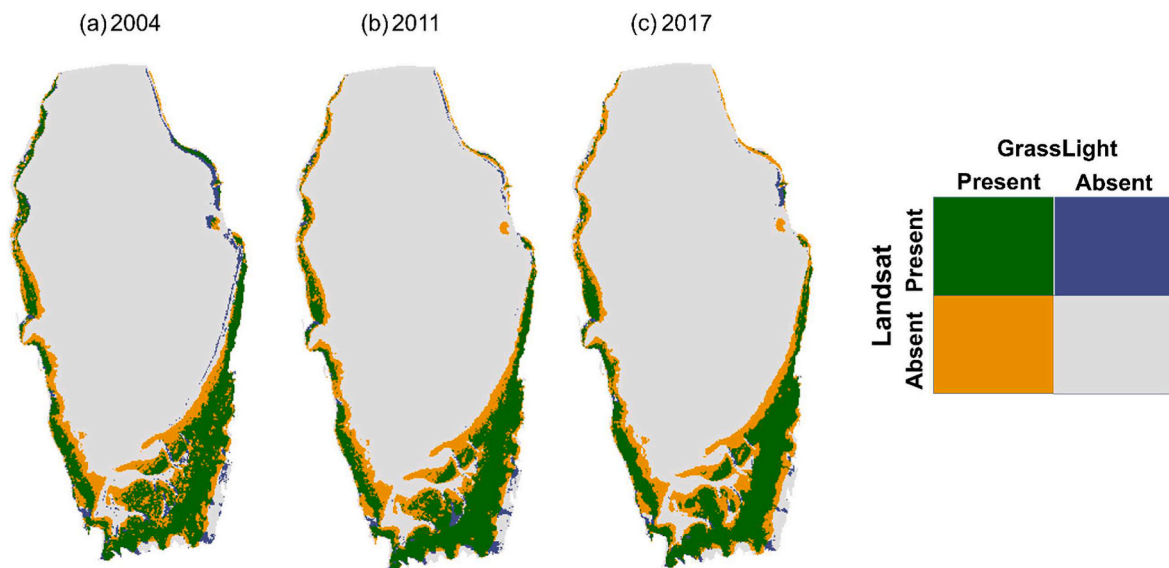 (a) 2004
(b) 2011
(c) 2017
GrassLight
Present Absent
Landsat
Present
Absent